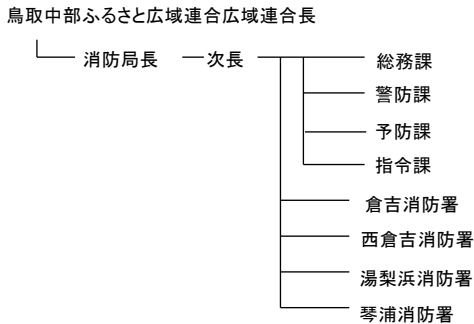 鳥取中部ふるさと広域連合広域連合長
消防局長 次長 総務課
警防課
予防課
指令課
倉吉消防署
西倉吉消防署
湯梨浜消防署
琴浦消防署